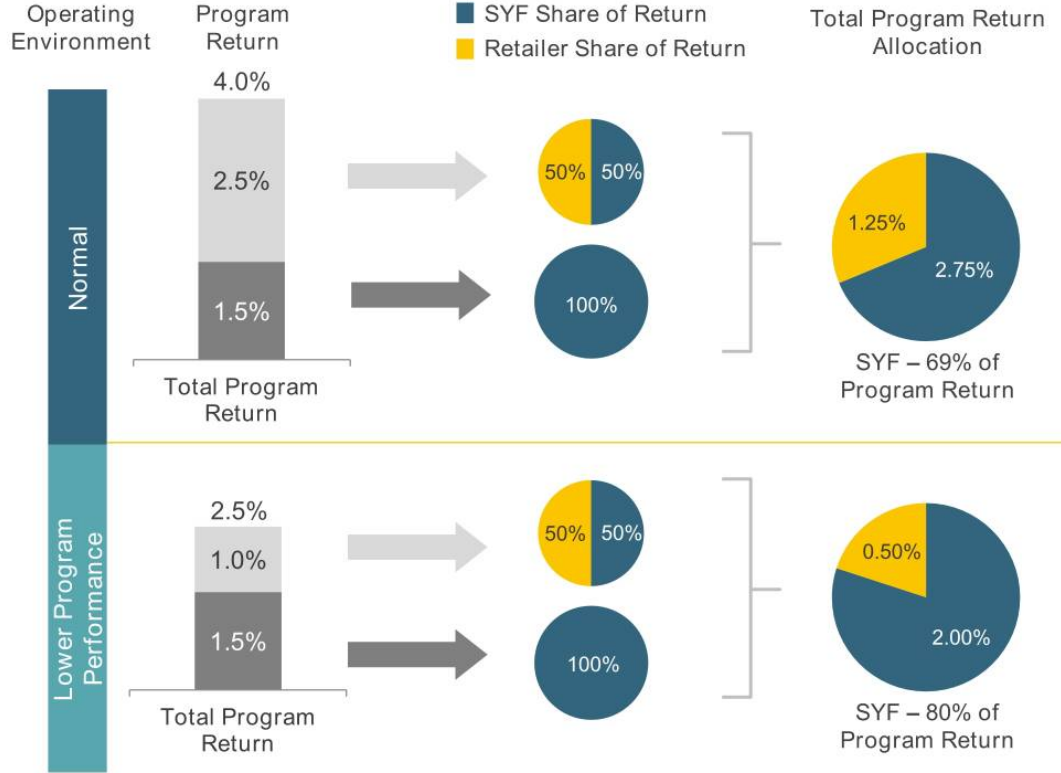 Operating
Environment
Program
Return
SYF Share of Return
Retailer Share of Return
Total Program Return
Allocation
Normal
4.0%
2.5%
1.5%
Total Program
Return
50%
50%
100%
1.25%
2.75%
SYF – 69% of
Program Return
Lower Program
Performance
2.5%
1.0%
1.5%
Total Program
Return
50%
50%
100%
0.50%
2.00%
SYF – 80% of
Program Return